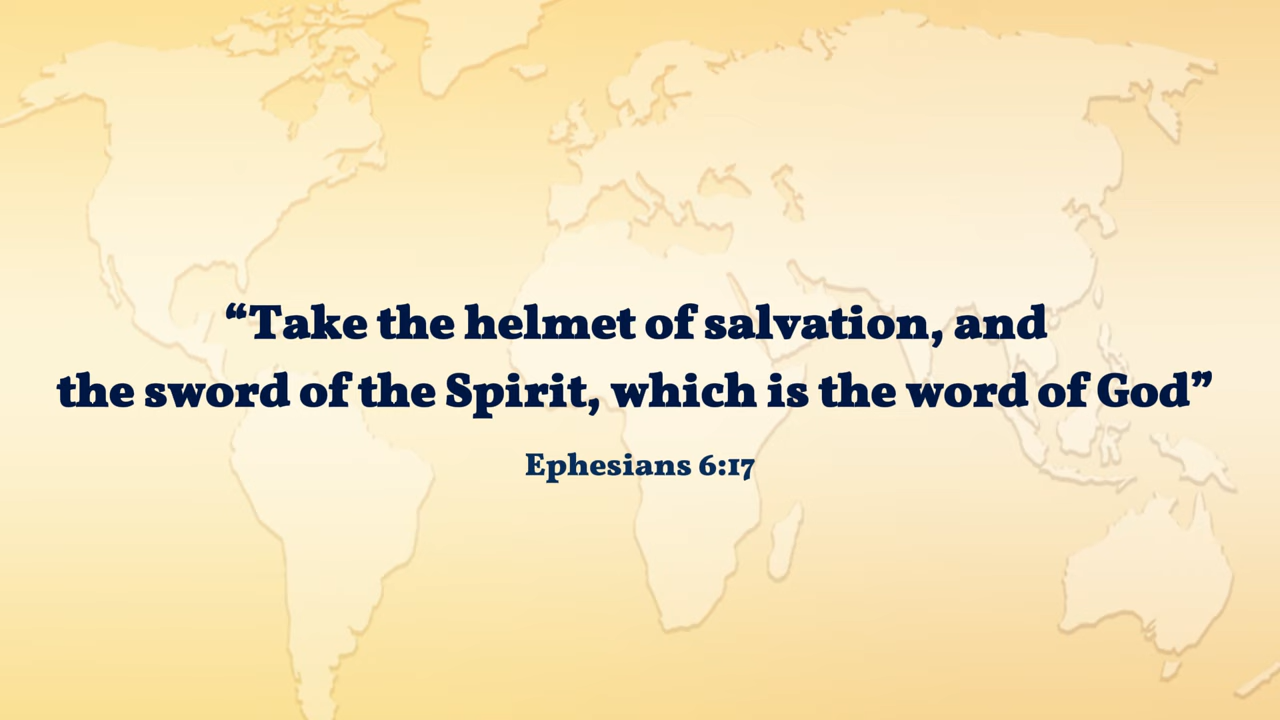 “Take the helmet of salvation, and
the sword of the Spirit, which is the word of God”
Ephesians 6:17